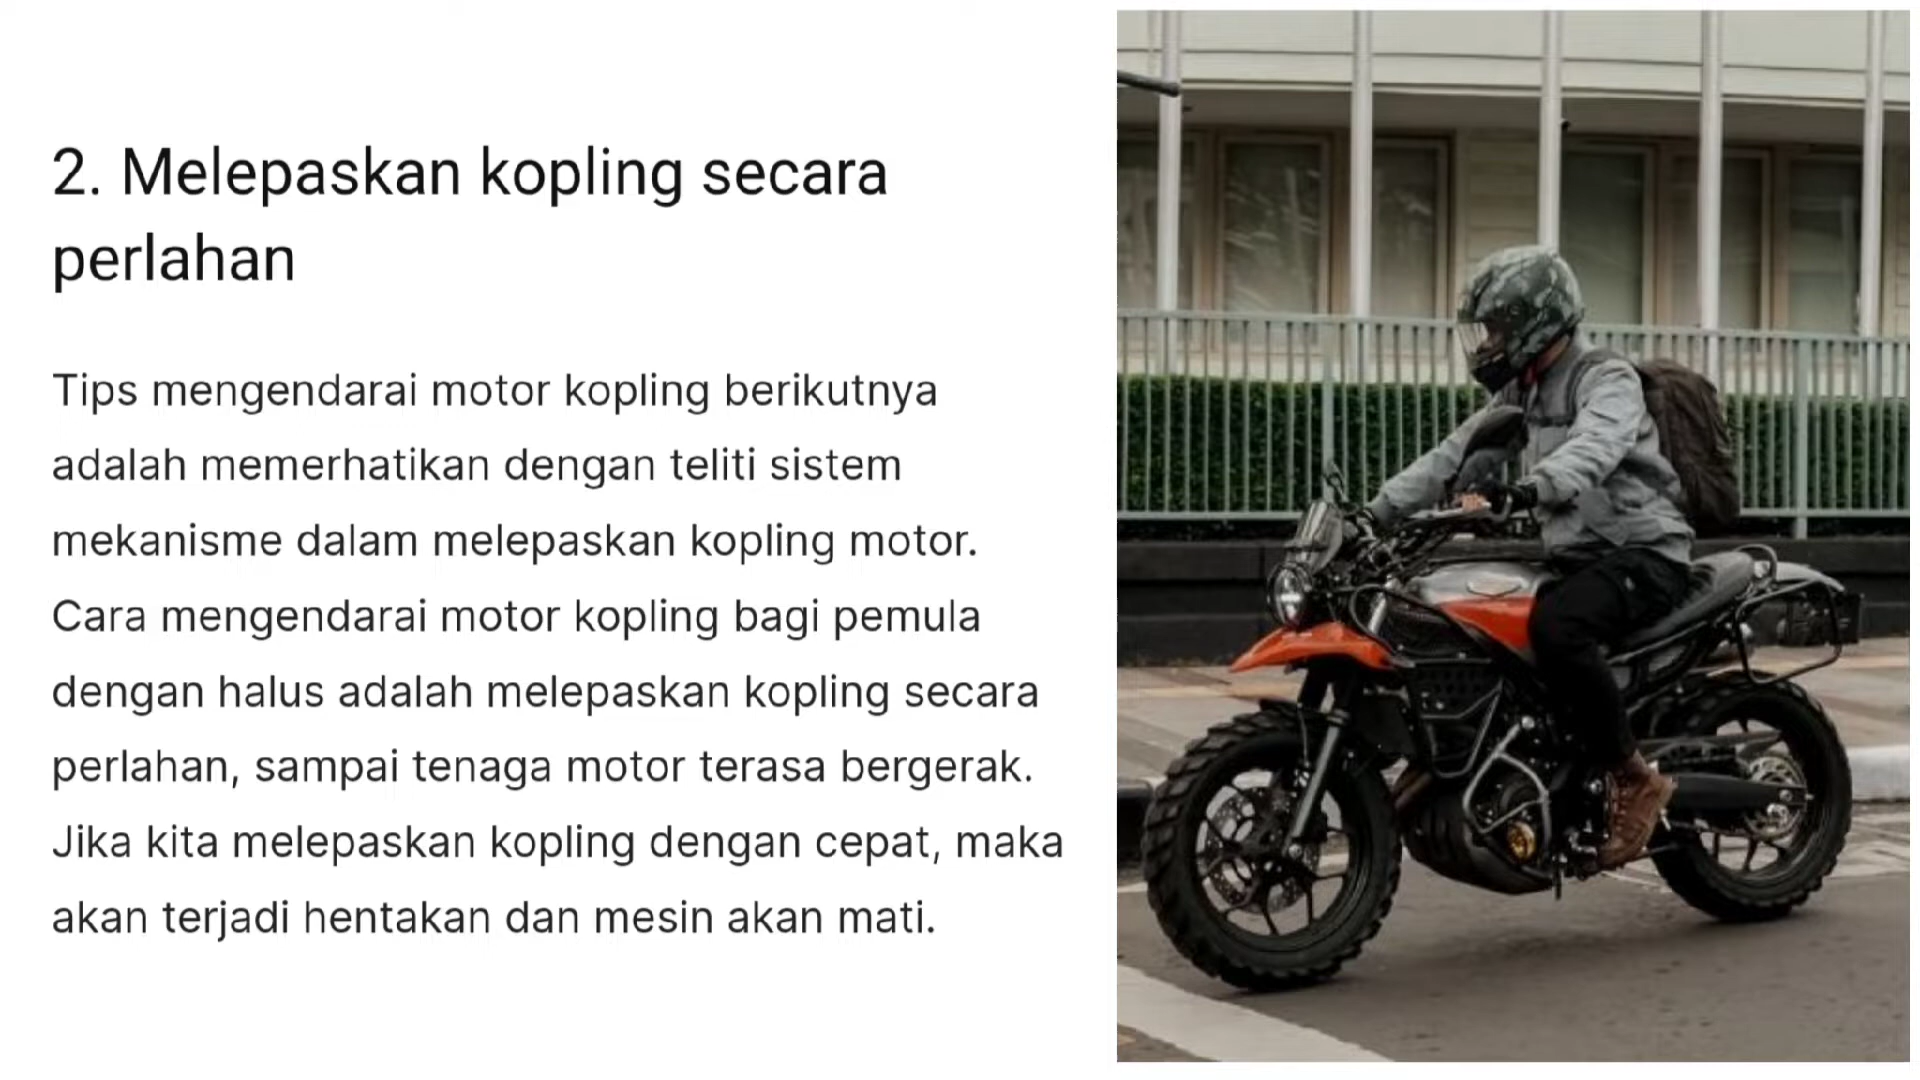 2. Melepaskan kopling secara
perlahan
Tips mengendarai motor kopling berikutnya
adalah memerhatikan dengan teliti sistem
mekanisme dalam melepaskan kopling motor.
Cara mengendarai motor kopling bagi pemula
dengan halus adalah melepaskan kopling secara
perlahan, sampai tenaga motor terasa bergerak.
Jika kita melepaskan kopling dengan cepat, maka
akan terjadi hentakan dan mesin akan mati.